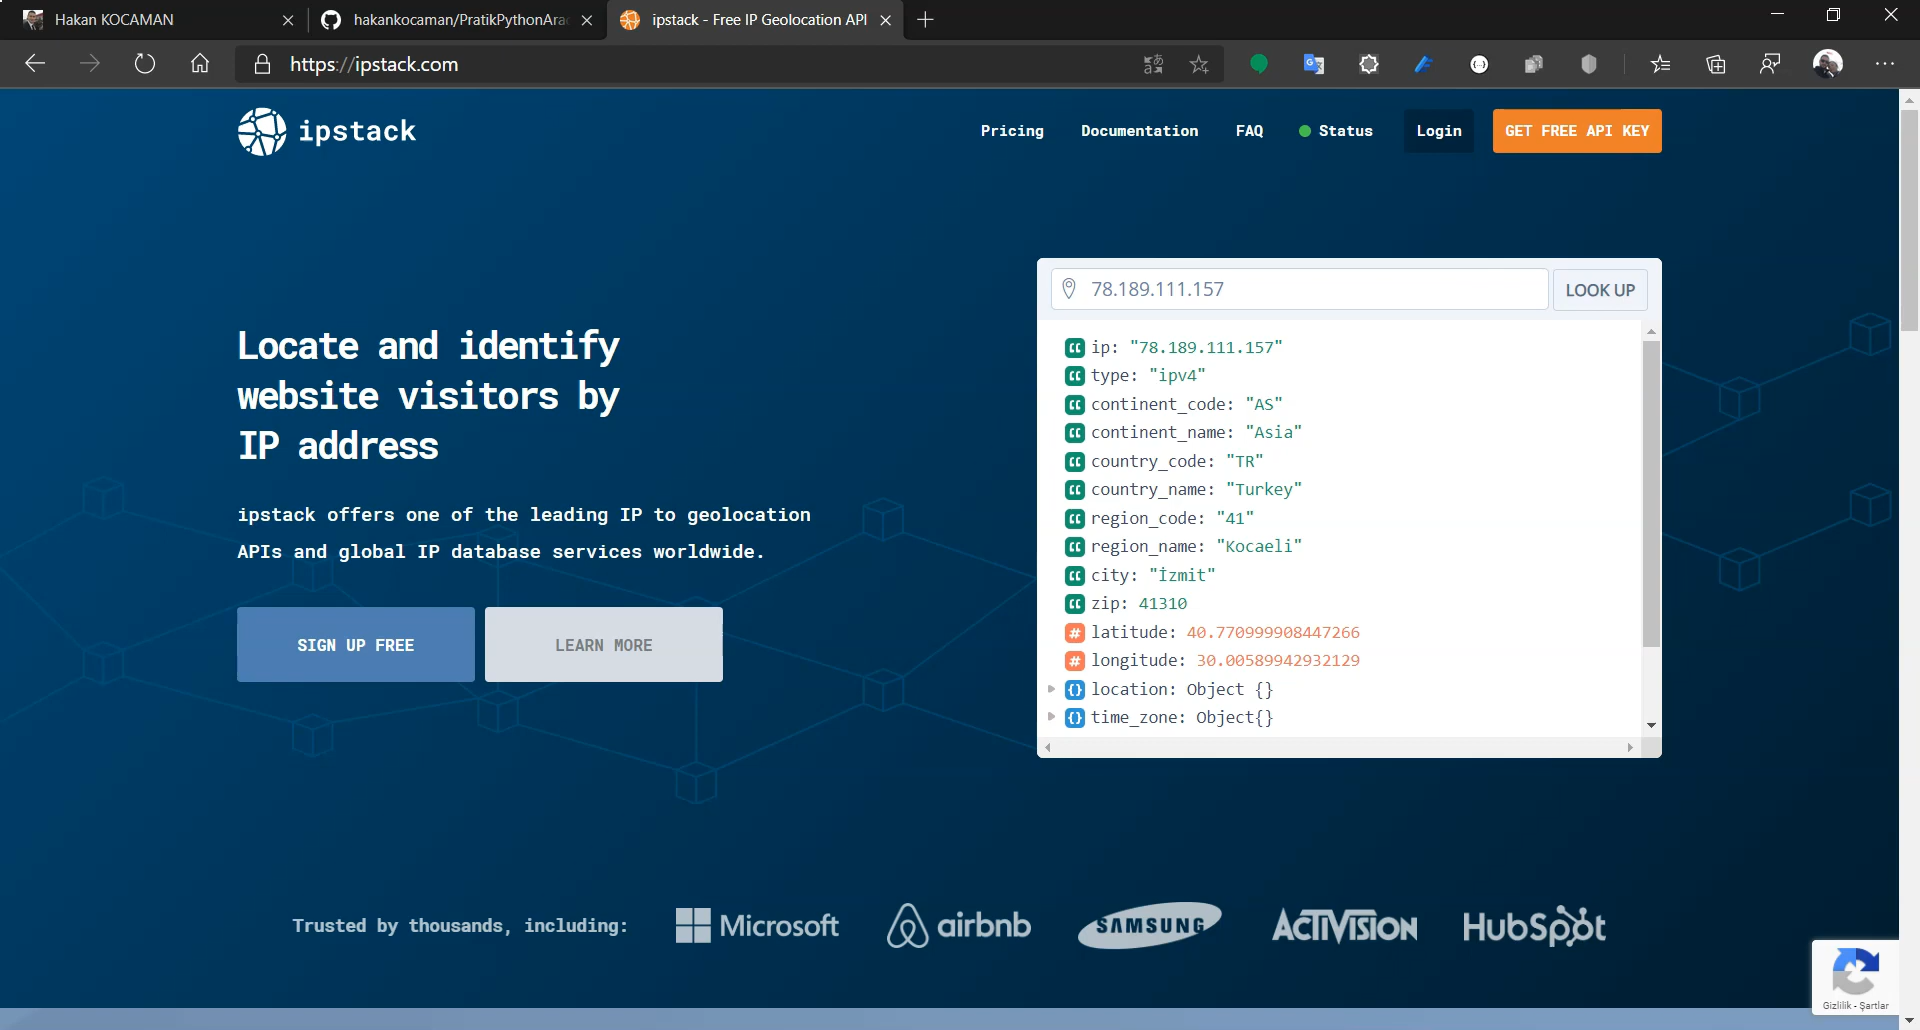 Hakan KOCAMAN
hakankocaman/PratikPythonArac
ipstack - Free IP Geolocation API
https://ipstack.com
ipstack
Pricing
Documentation
FAQ
Status
Login
GET FREE API KEY
78.189.111.157
LOOK UP
Locate and identify
website visitors by
IP address
ipstack offers one of the leading IP to geolocation
APIs and global IP database services worldwide.
SIGN UP FREE
LEARN MORE
ip: "78.189.111.157"
type: "ipv4"
continent_code: "AS"
continent_name: "Asia"
country_code: "TR"
country_name: "Turkey"
region_code: "41"
region_name: "Kocaeli"
city: "İzmit"
zip: 41310
# latitude: 40.770999908447266
# longitude: 30.00589942932129
{} location: Object {}
{} time_zone: Object{}
Trusted by thousands, including:
Microsoft
airbnb
SAMSUNG
ACTIVISION
HubSpot
Gizlilik - Şartlar